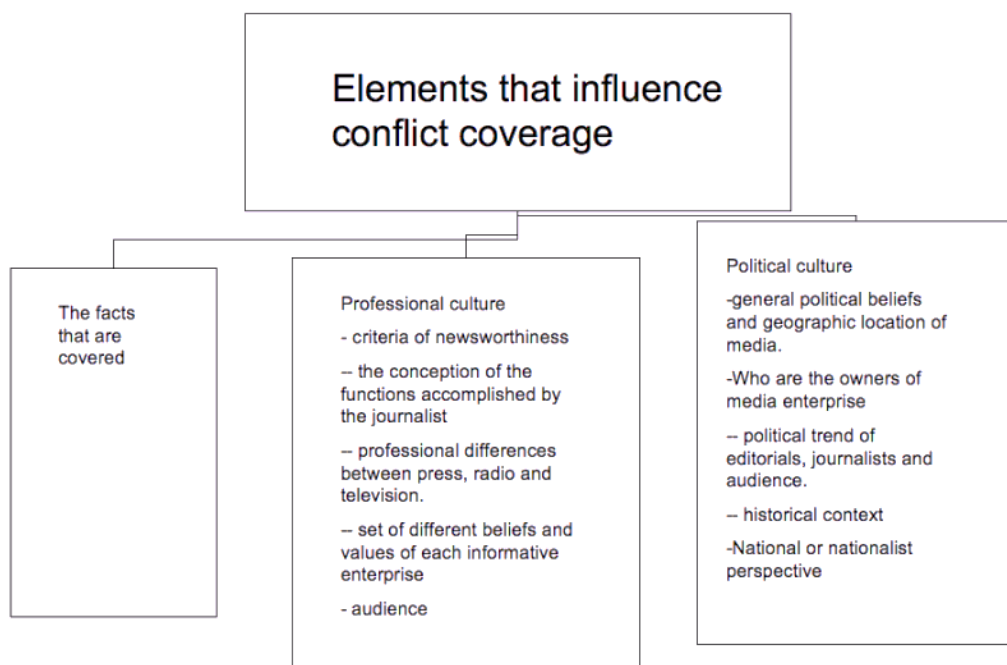 Elements that influence
conflict coverage
The facts
that are
covered
Professional culture
- criteria of newsworthiness
-- the conception of the
functions accomplished by
the journalist
-- professional differences
between press, radio and
television.
-- set of different beliefs and
values of each informative
enterprise
- audience
Political culture
-general political beliefs
and geographic location of
media.
-Who are the owners of
media enterprise
-- political trend of
editorials, journalists and
audience.
-- historical context
-National or nationalist
perspective